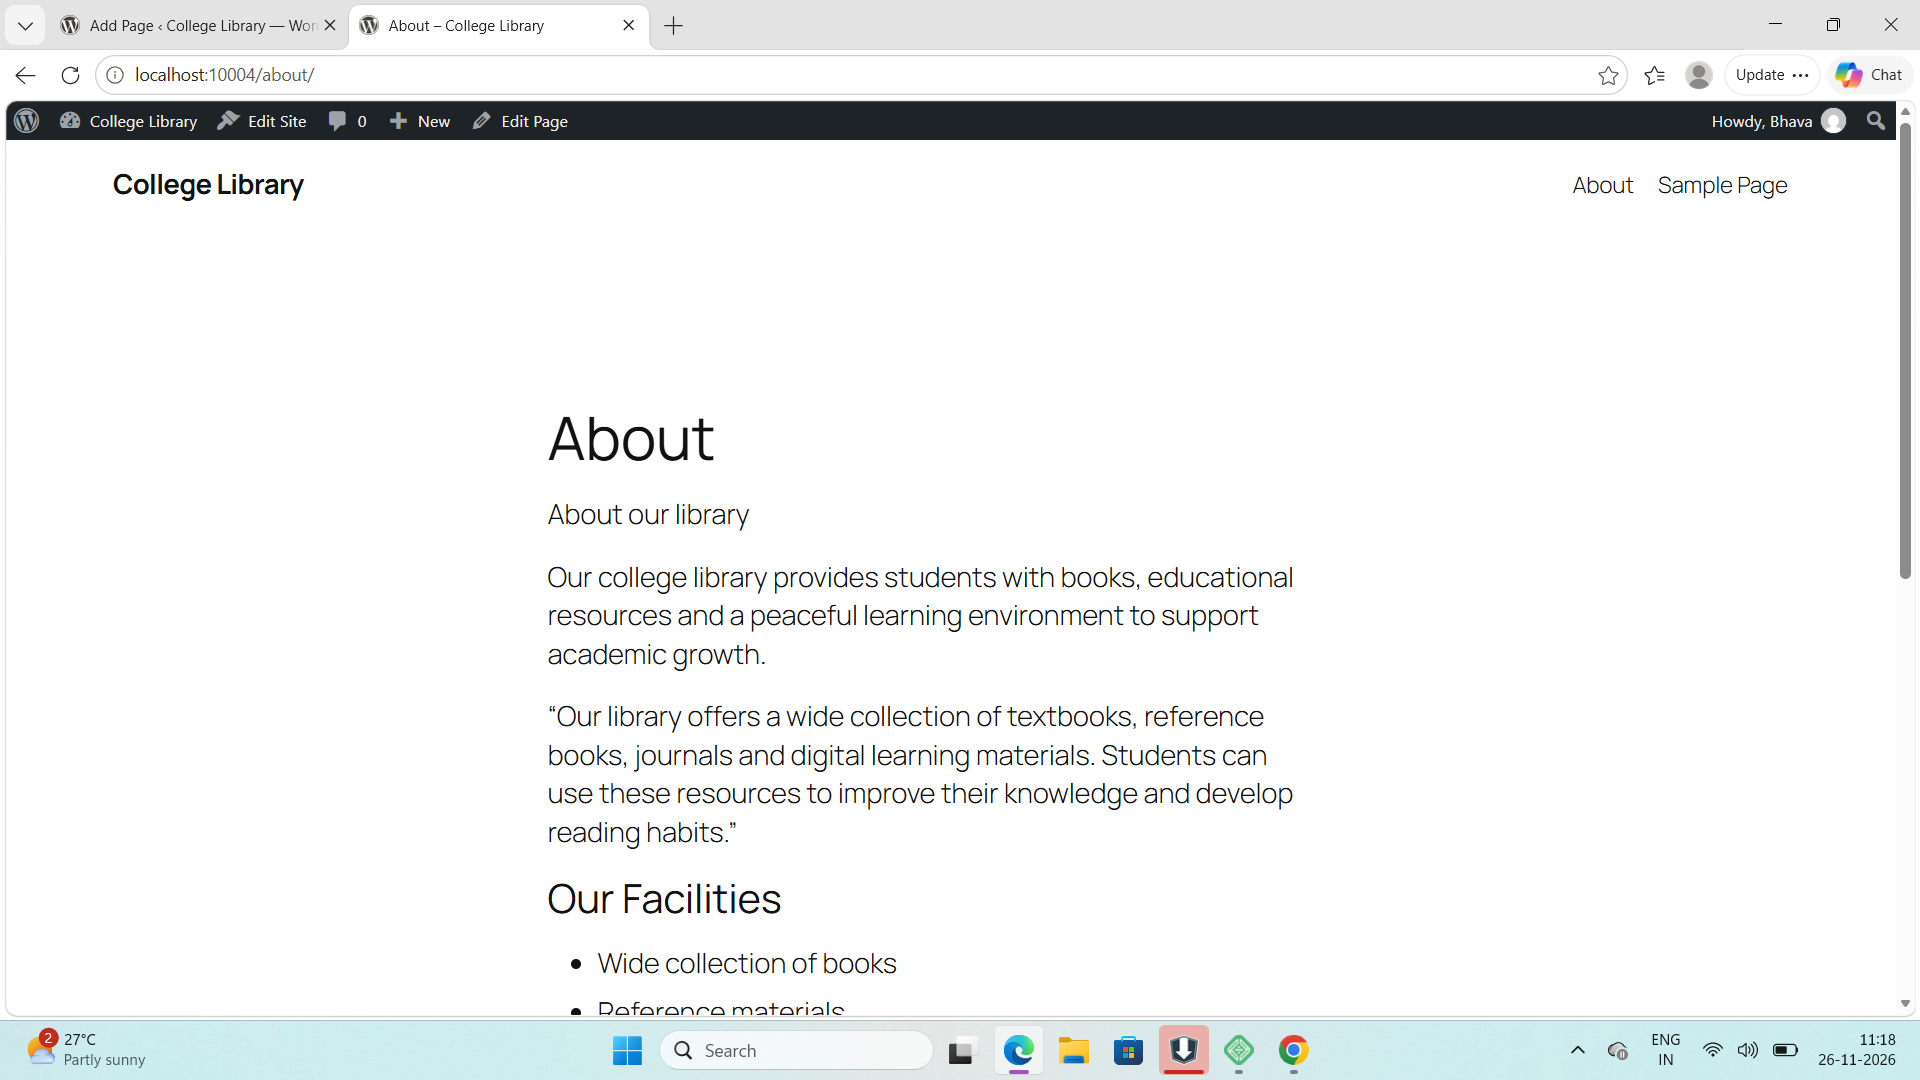 Add Page ‹ College Library — Wor
About – College Library
localhost:10004/about/
Update
Chat
College Library
Edit Site
0
New
Edit Page
Howdy, Bhava
College Library
About
Sample Page
About
About our library
Our college library provides students with books, educational
resources and a peaceful learning environment to support
academic growth.
“Our library offers a wide collection of textbooks, reference
books, journals and digital learning materials. Students can
use these resources to improve their knowledge and develop
reading habits.”
Our Facilities
Wide collection of books
Reference materials
2
27°C
Partly sunny
Search
ENG
IN
11:18
26-11-2026